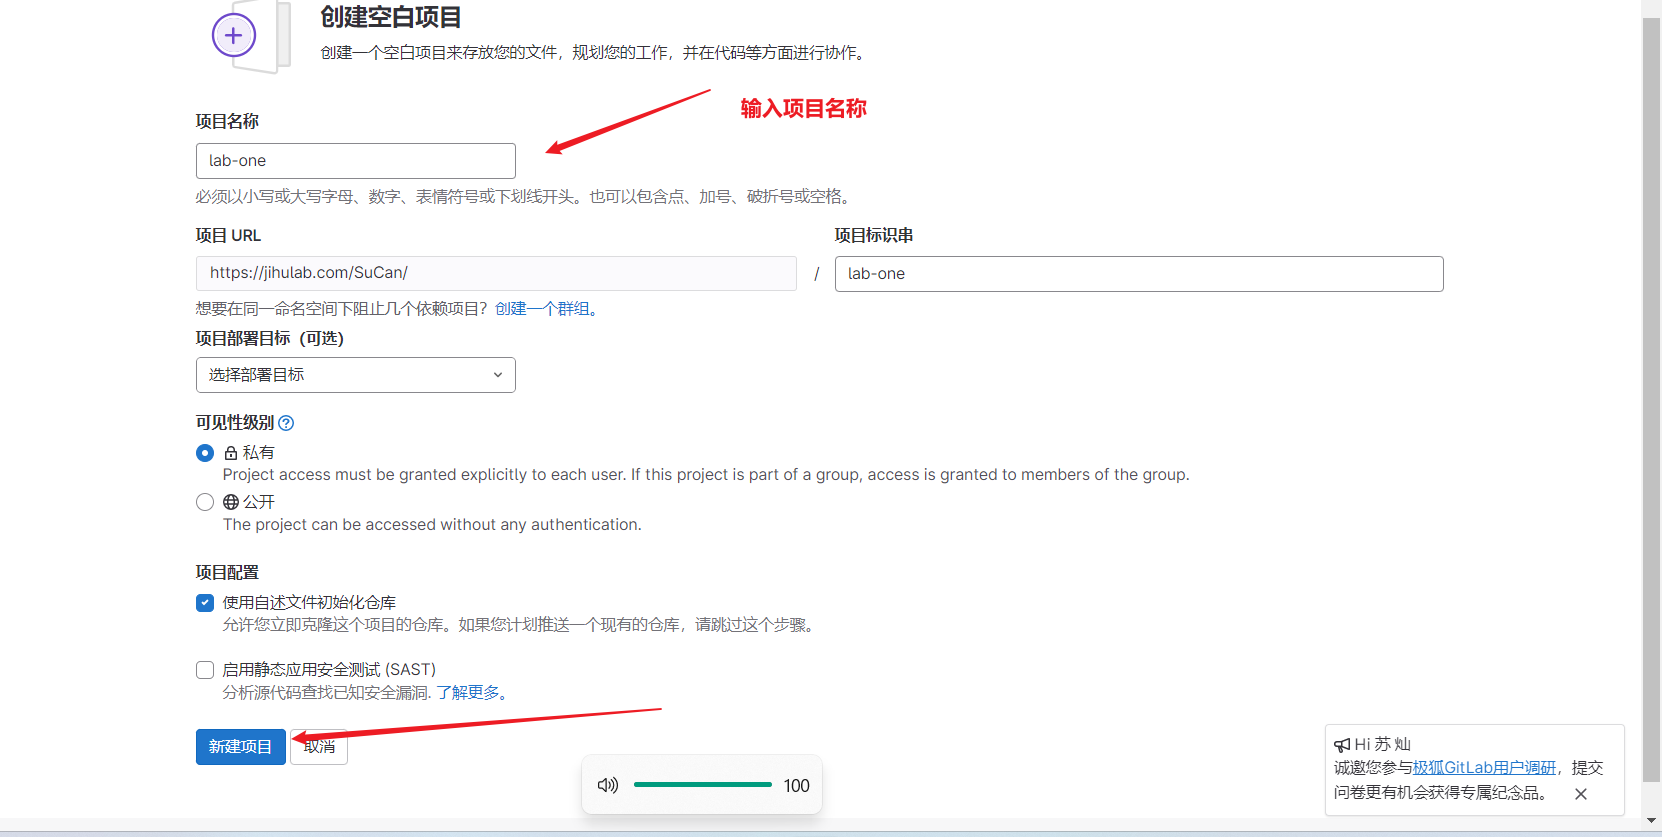 创建空白项目
创建一个空白项目来存放您的文件，规划您的工作，并在代码等方面进行协作。
输入项目名称
项目名称
lab-one
必须以小写或大写字母、数字、表情符号或下划线开头。也可以包含点、加号、破折号或空格。
项目 URL
项目标识串
https://jihulab.com/SuCan/
/
lab-one
想要在同一命名空间下阻止几个依赖项目？创建一个群组。
项目部署目标（可选）
选择部署目标
可见性级别
私有
Project access must be granted explicitly to each user. If this project is part of a group, access is granted to members of the group.
公开
The project can be accessed without any authentication.
项目配置
使用自述文件初始化仓库
允许您立即克隆这个项目的仓库。如果您计划推送一个现有的仓库，请跳过这个步骤。
启用静态应用安全测试 (SAST)
分析源代码查找已知安全漏洞. 了解更多。
新建项目
取消
100
Hi 苏 灿
诚邀您参与极狐GitLab用户调研，提交
问卷更有机会获得专属纪念品。